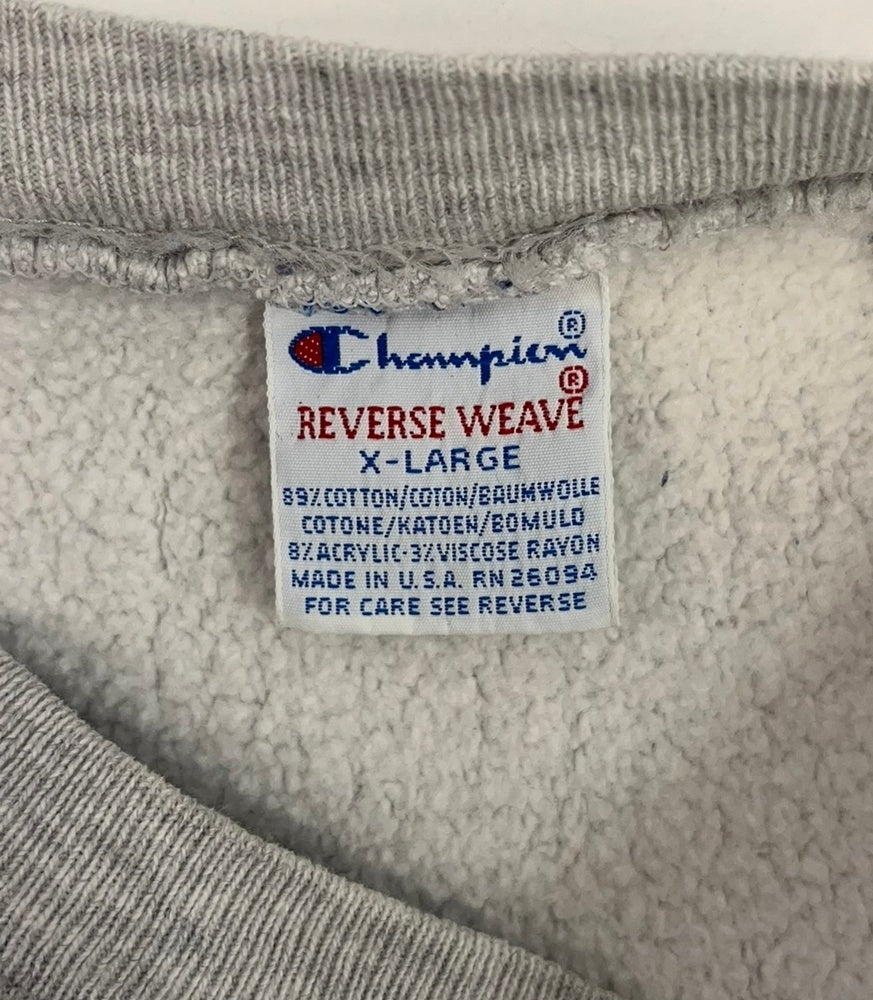 Champion®
REVERSE WEAVE®
X-LARGE
89% COTTON/COTON/BAUMWOLLE
COTONE/KATOEN/BOMULD
8% ACRYLIC-3% VISCOSE RAYON
MADE IN U.S.A. RN 26094
FOR CARE SEE REVERSE